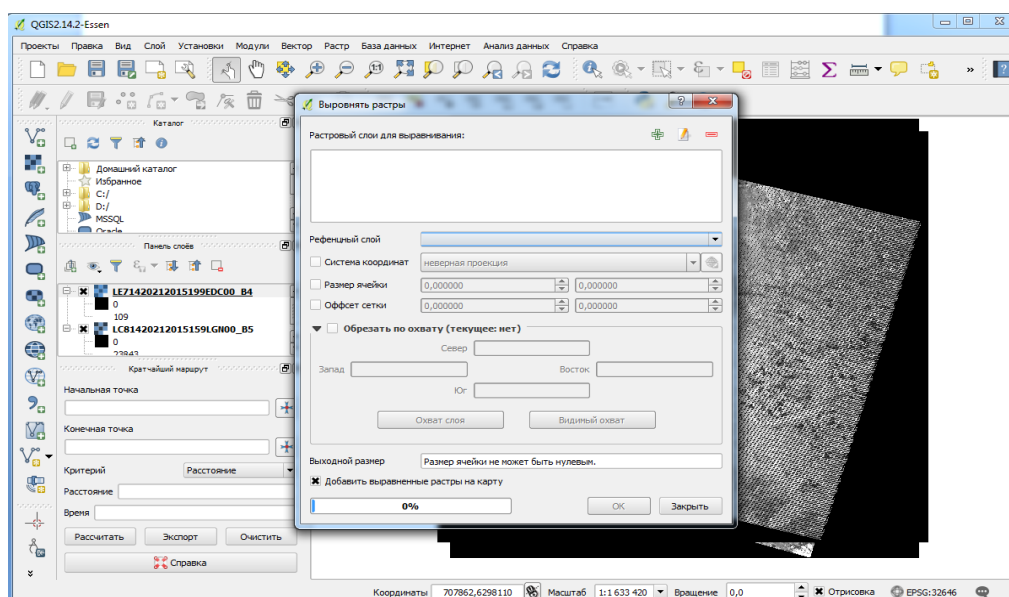 QGIS2.14.2-Essen
Проекты Правка Вид Слой Установки Модули Вектор Растр База данных Интернет Анализ данных Справка
Каталог
Домашний каталог
Избранное
C:/
D:/
MSSQL
Oracle
Панель слоёв
LE71420212015199EDC00_B4
0
109
LC81420212015159LGN00_B5
0
23843
Кратчайший маршрут
Начальная точка
Конечная точка
Критерий Расстояние
Расстояние
Время
Рассчитать Экспорт Очистить
Справка
Выровнять растры
Растровый слои для выравнивания:
Рефенцный слой
Система координат неверная проекция
Размер ячейки 0,000000 0,000000
Оффсет сетки 0,000000 0,000000
Обрезать по охвату (текущее: нет)
Север
Запад Восток
Юг
Охват слоя Видимый охват
Выходной размер Размер ячейки не может быть нулевым.
Добавить выравненные растры на карту
0% ОК Закрыть
Координаты 707862,6298110 Масштаб 1:1 633 420 Вращение 0,0 Отрисовка EPSG:32646